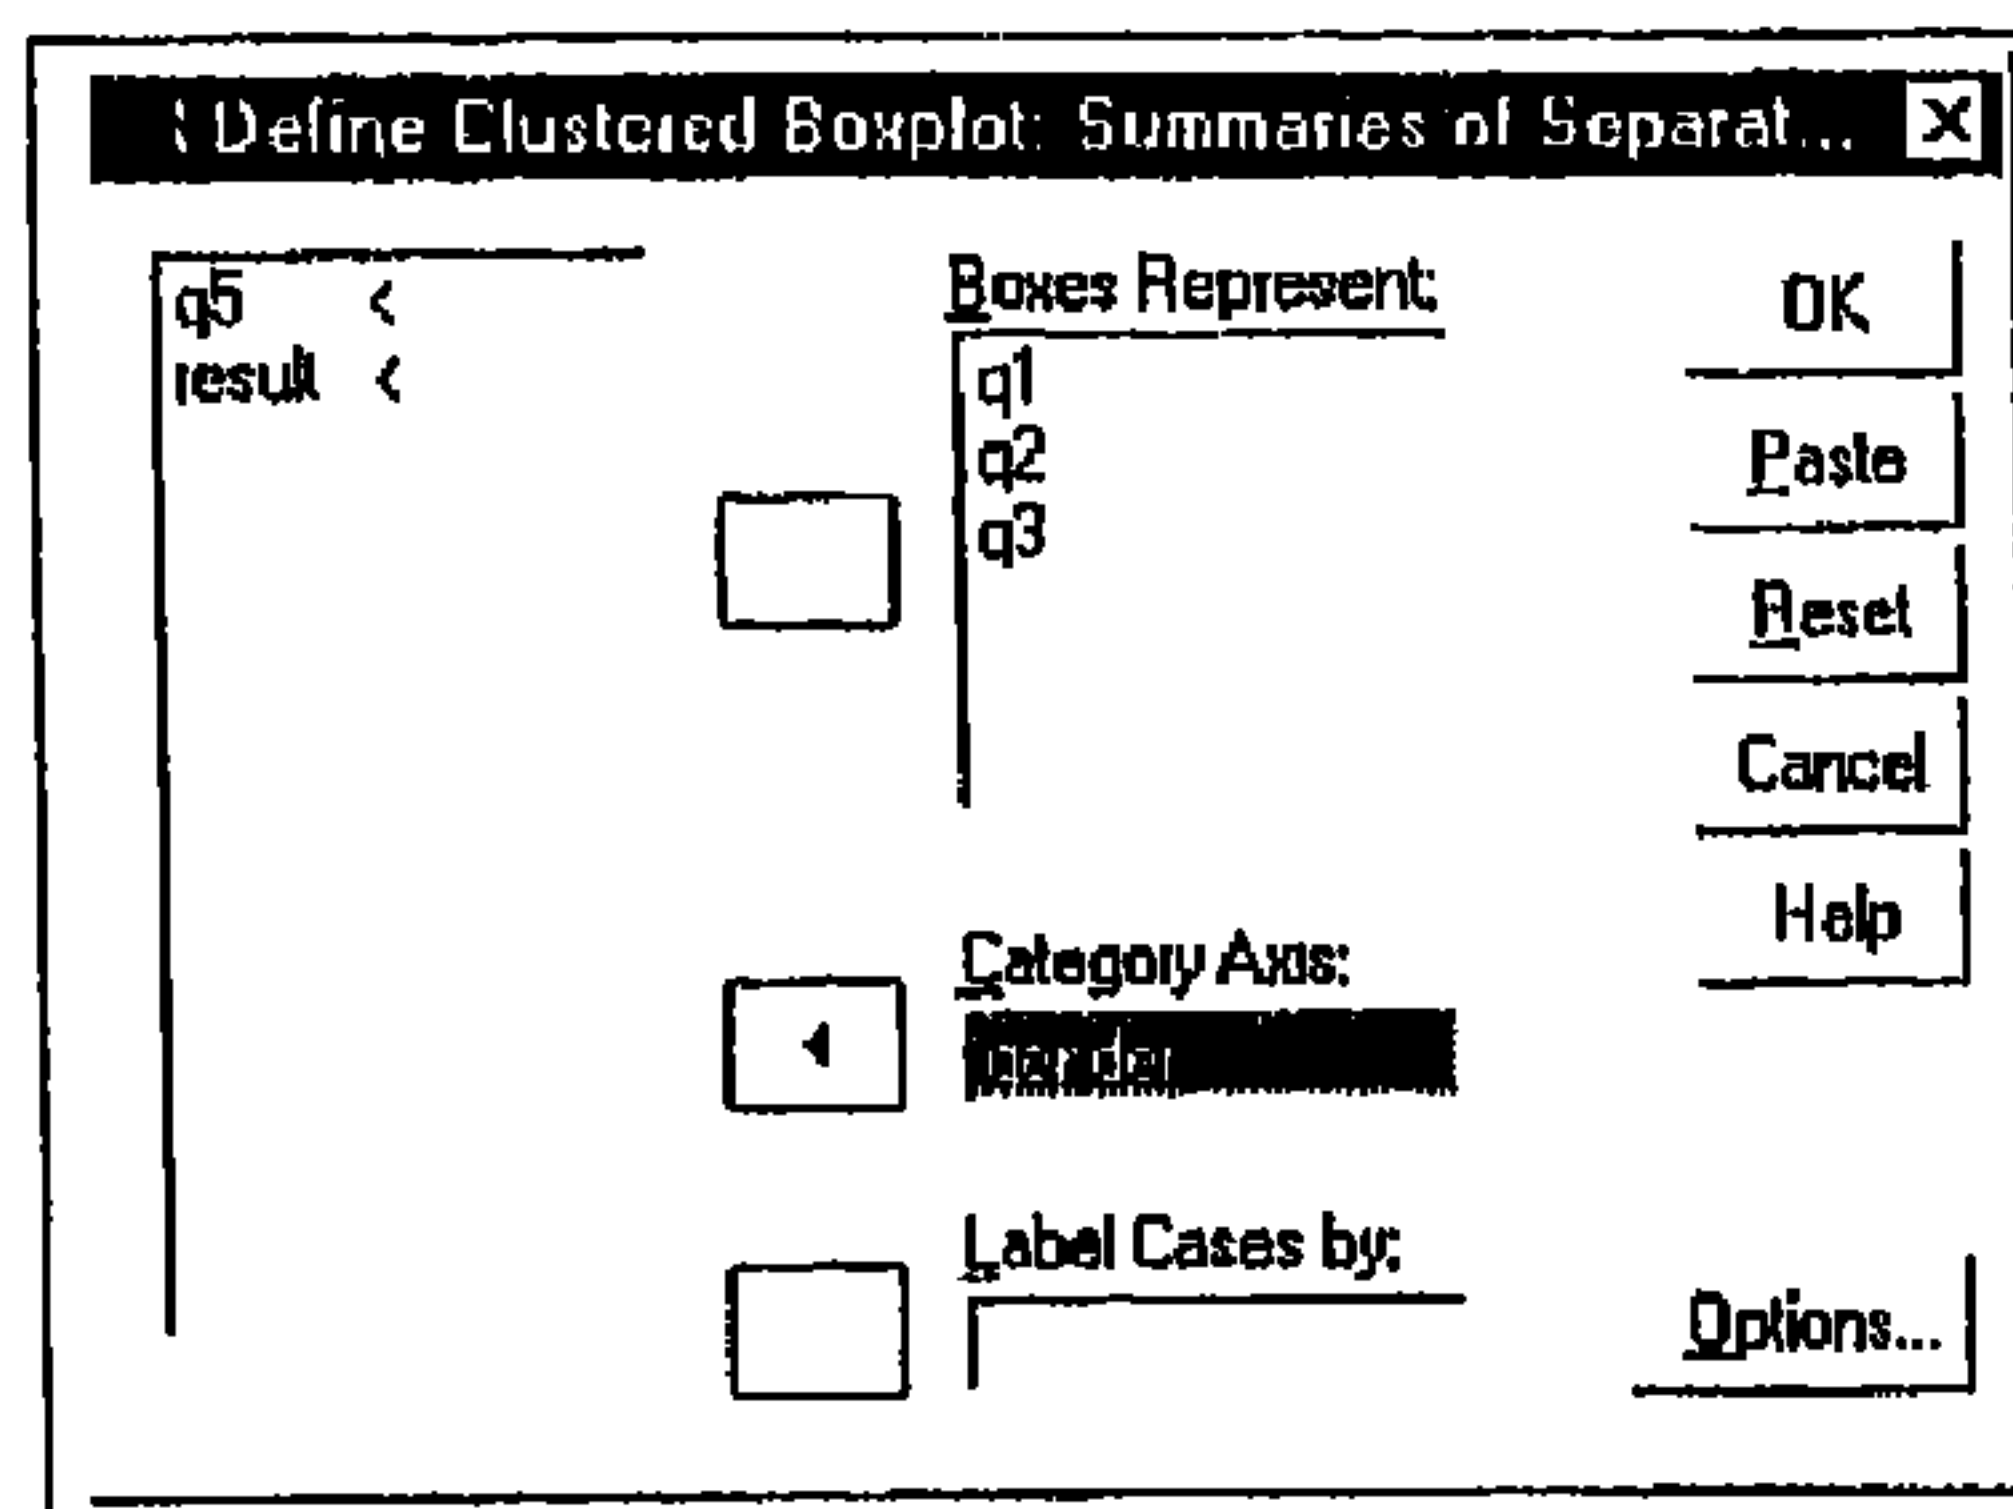 Define Clustered Boxplot: Summaries of Separat...
q5 <
result <
Boxes Represent:
q1
q2
q3
Category Axis:
Label Cases by:
OK
Paste
Reset
Cancel
Help
Options...